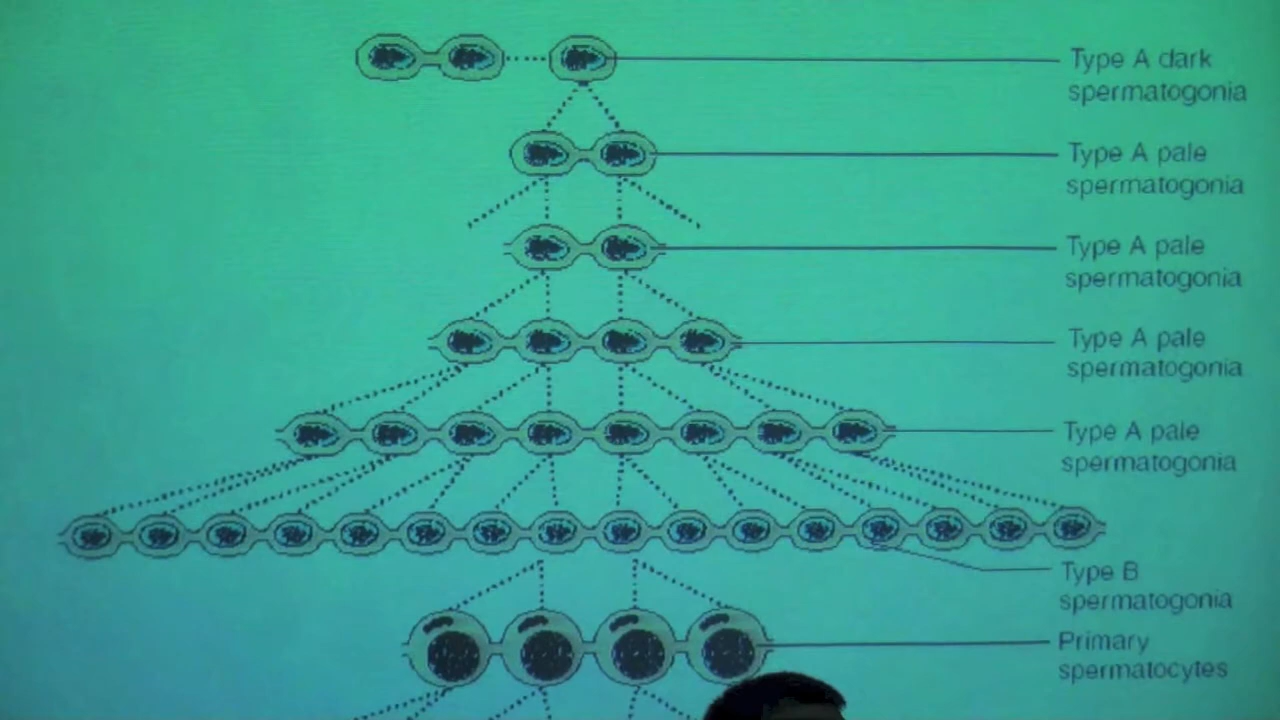 Type A dark
spermatogonia
Type A pale
spermatogonia
Type A pale
spermatogonia
Type A pale
spermatogonia
Type A pale
spermatogonia
Type B
spermatogonia
Primary
spermatocytes